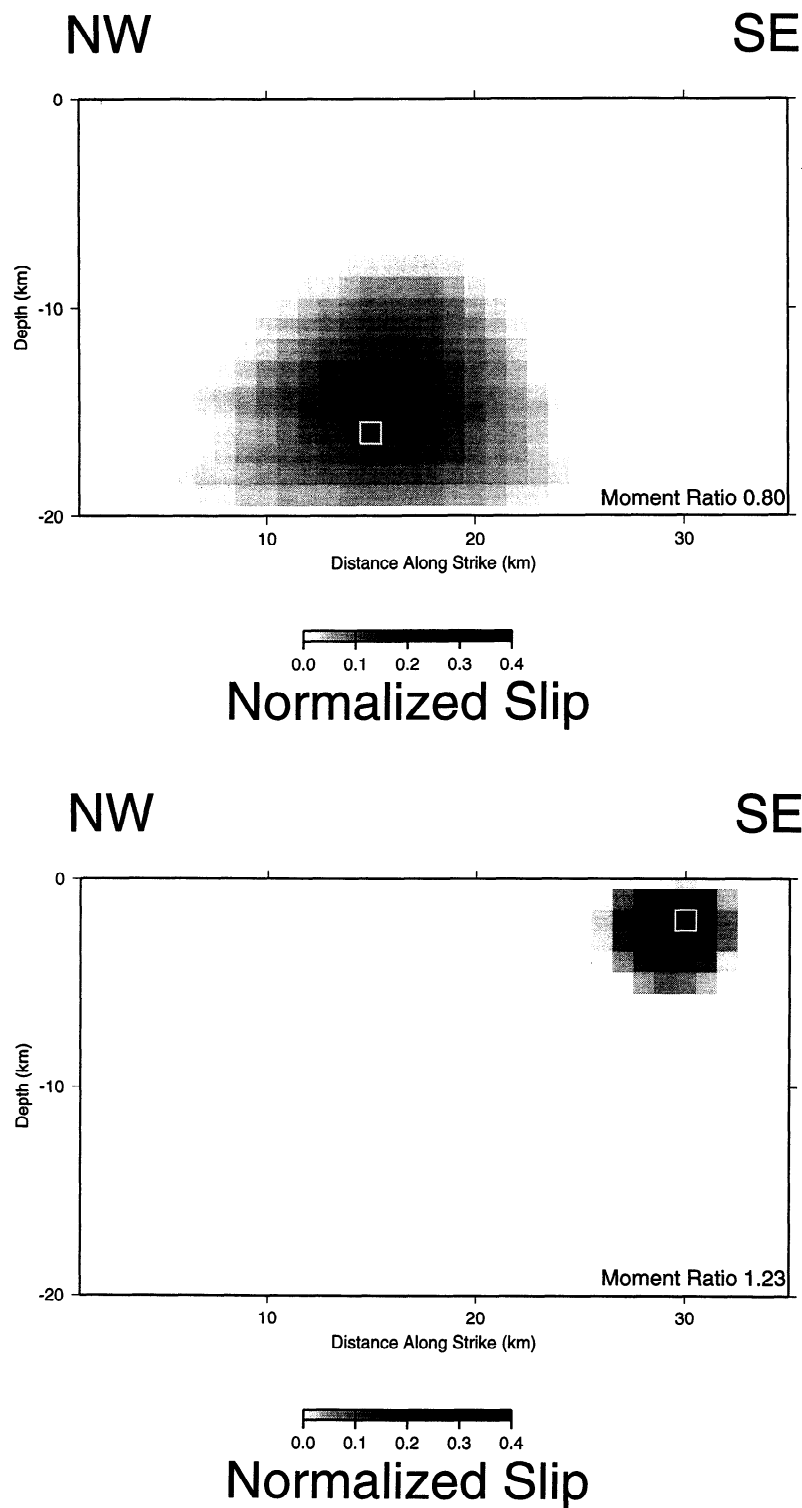 NW SE
0
-10
-20
Depth (km)
Moment Ratio 0.80
10 20 30
Distance Along Strike (km)
0.0 0.1 0.2 0.3 0.4
Normalized Slip
NW SE
0
-10
-20
Depth (km)
Moment Ratio 1.23
10 20 30
Distance Along Strike (km)
0.0 0.1 0.2 0.3 0.4
Normalized Slip